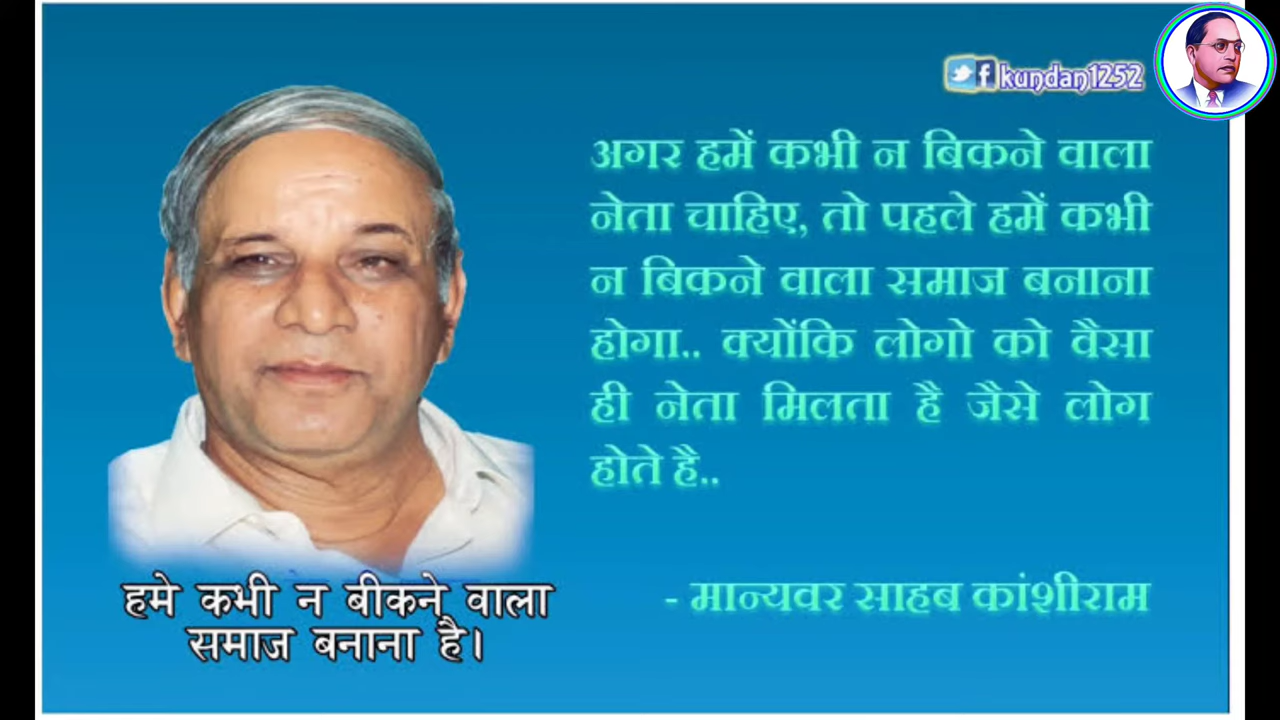 kundan1252
अगर हमें कभी न बिकने वाला
नेता चाहिए, तो पहले हमें कभी
न बिकने वाला समाज बनाना
होगा.. क्योंकि लोगो को वैसा
ही नेता मिलता है जैसे लोग
होते है..
- मान्यवर साहब कांशीराम
हमे कभी न बीकने वाला
समाज बनाना है।